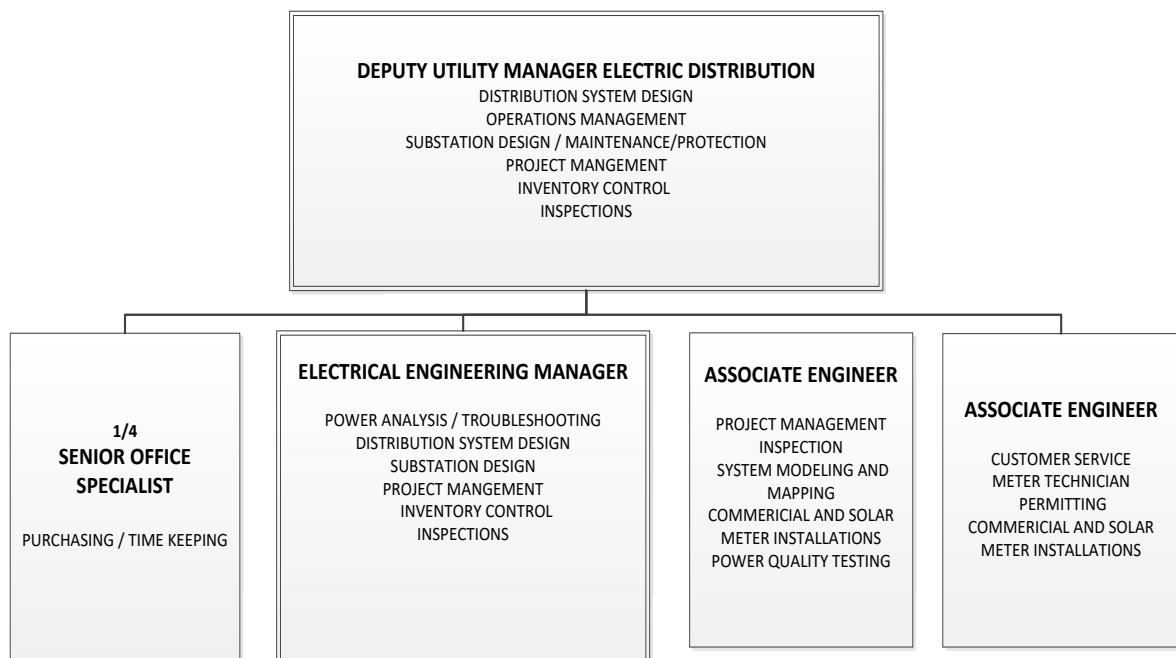 DEPUTY UTILITY MANAGER ELECTRIC DISTRIBUTION
DISTRIBUTION SYSTEM DESIGN
OPERATIONS MANAGEMENT
SUBSTATION DESIGN / MAINTENANCE/PROTECTION
PROJECT MANGEMENT
INVENTORY CONTROL
INSPECTIONS
1/4
SENIOR OFFICE
SPECIALIST
PURCHASING / TIME KEEPING
ELECTRICAL ENGINEERING MANAGER
POWER ANALYSIS / TROUBLESHOOTING
DISTRIBUTION SYSTEM DESIGN
SUBSTATION DESIGN
PROJECT MANGEMENT
INVENTORY CONTROL
INSPECTIONS
ASSOCIATE ENGINEER
PROJECT MANAGEMENT
INSPECTION
SYSTEM MODELING AND
MAPPING
COMMERICIAL AND SOLAR
METER INSTALLATIONS
POWER QUALITY TESTING
ASSOCIATE ENGINEER
CUSTOMER SERVICE
METER TECHNICIAN
PERMITTING
COMMERICIAL AND SOLAR
METER INSTALLATIONS